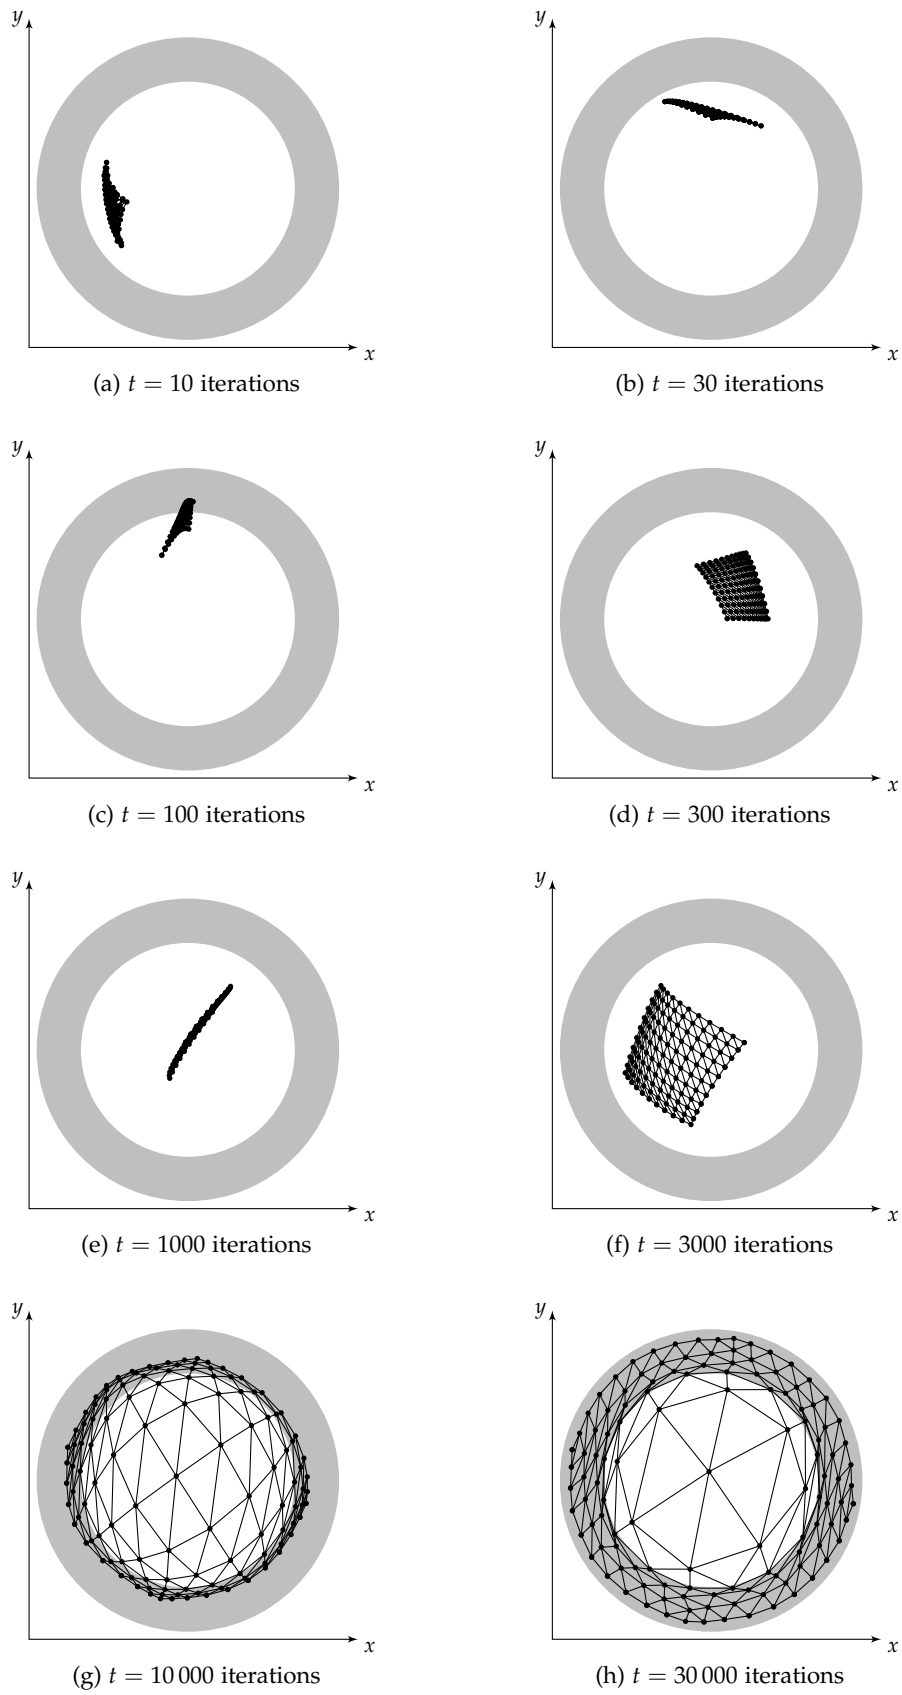 y
y
x
x
(a) t = 10 iterations
(b) t = 30 iterations
y
y
x
x
(c) t = 100 iterations
(d) t = 300 iterations
y
y
x
x
(e) t = 1000 iterations
(f) t = 3000 iterations
y
y
x
x
(g) t = 10 000 iterations
(h) t = 30 000 iterations